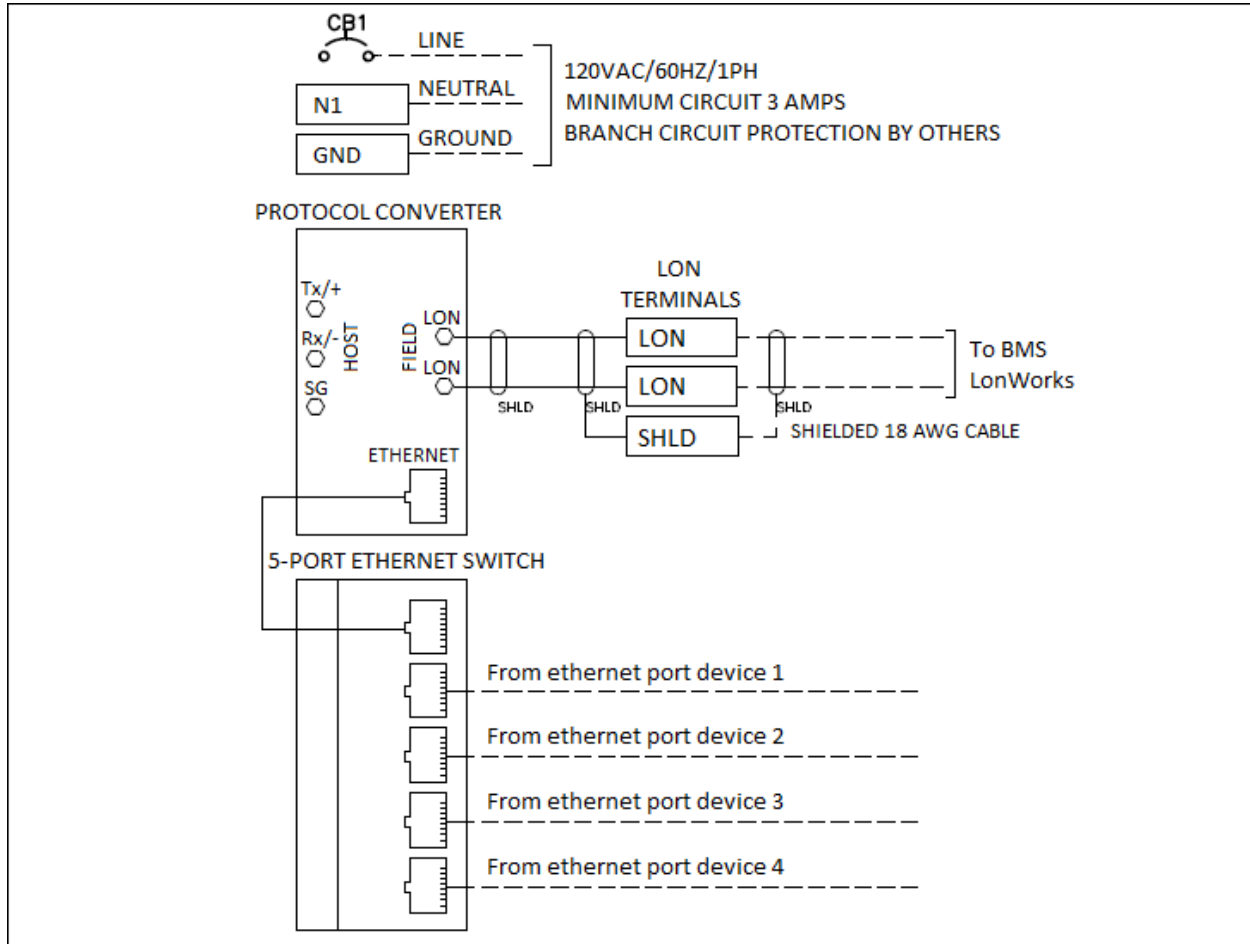 CB1
LINE
NEUTRAL
N1
GROUND
GND
120VAC/60HZ/1PH
MINIMUM CIRCUIT 3 AMPS
BRANCH CIRCUIT PROTECTION BY OTHERS
PROTOCOL CONVERTER
Tx/+
Rx/-
SG
HOST
FIELD
LON
LON
SHLD
SHLD
SHLD
LON
TERMINALS
LON
LON
SHLD
To BMS
LonWorks
SHIELDED 18 AWG CABLE
ETHERNET
5-PORT ETHERNET SWITCH
From ethernet port device 1
From ethernet port device 2
From ethernet port device 3
From ethernet port device 4